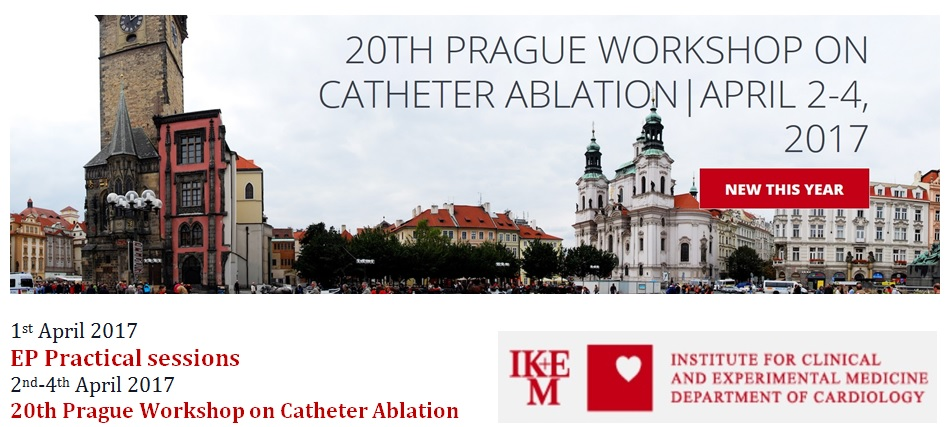 20TH PRAGUE WORKSHOP ON
CATHETER ABLATION|APRIL 2-4,
2017
NEW THIS YEAR
1st April 2017
EP Practical sessions
2nd-4th April 2017
20th Prague Workshop on Catheter Ablation
IK+E
M
INSTITUTE FOR CLINICAL
AND EXPERIMENTAL MEDICINE
DEPARTMENT OF CARDIOLOGY